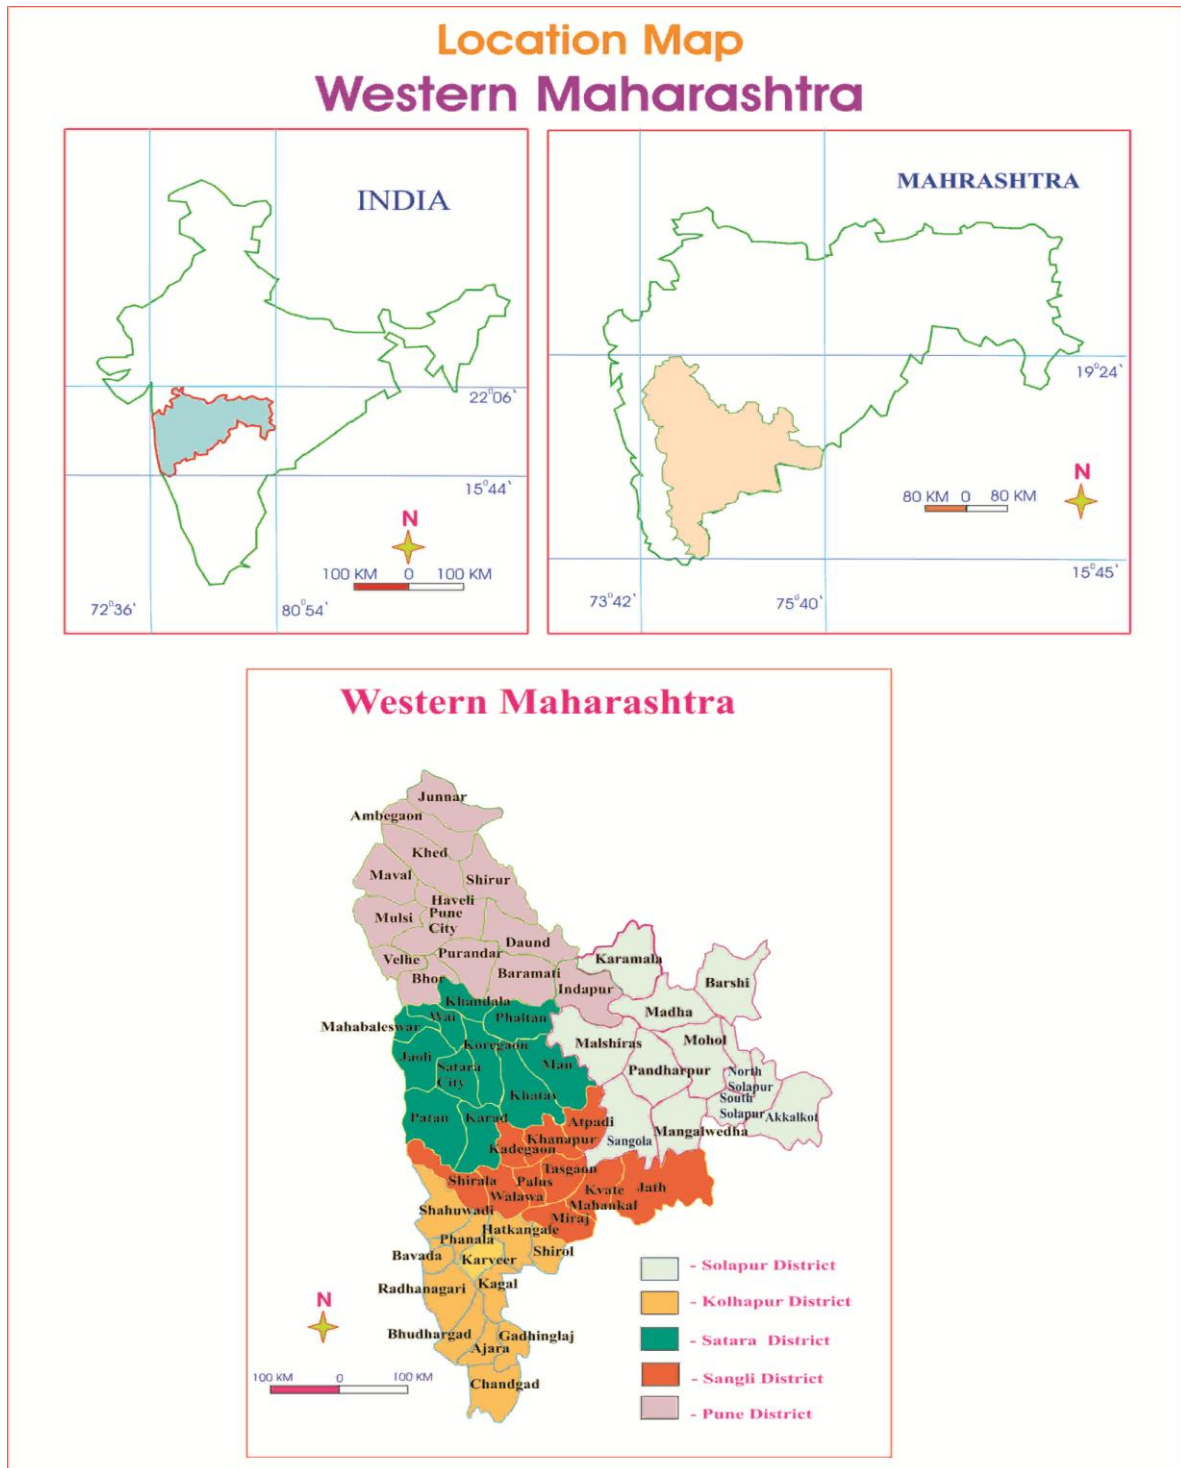 Location Map
Western Maharashtra
INDIA
22°06`
15°44`
N
100 KM 0 100 KM
72°36`
80°54`
MAHRASHTRA
19°24`
N
80 KM 0 80 KM
15°45`
73°42`
75°40`
Western Maharashtra
Junnar
Ambegaon
Khed
Maval
Shirur
Haveli
Mulsi
Pune
City
Daund
Velhe
Purandar
Karamala
Bhor
Baramati
Indapur
Barshi
Khandala
Madha
Mahabaleswar
Wai
Phaltan
Malshiras
Mohol
Koregaon
Jaoli
Satara
City
Man
Pandharpur
North
Solapur
Khatav
South
Solapur
Akkalkot
Patan
Karad
Atpadi
Mangalwedha
Khanapur
Sangola
Kadegaon
Tasgaon
Shirala
Palus
Walawa
Kvate
Mahankal
Jath
Shahuwadi
Miraj
Hatkangale
Phanala
Shirol
Bavada
Karveer
Radhanagari
Kagal
Bhudhargad
Gadhinglaj
Ajara
Chandgad
N
100 KM 0 100 KM
- Solapur District
- Kolhapur District
- Satara District
- Sangli District
- Pune District